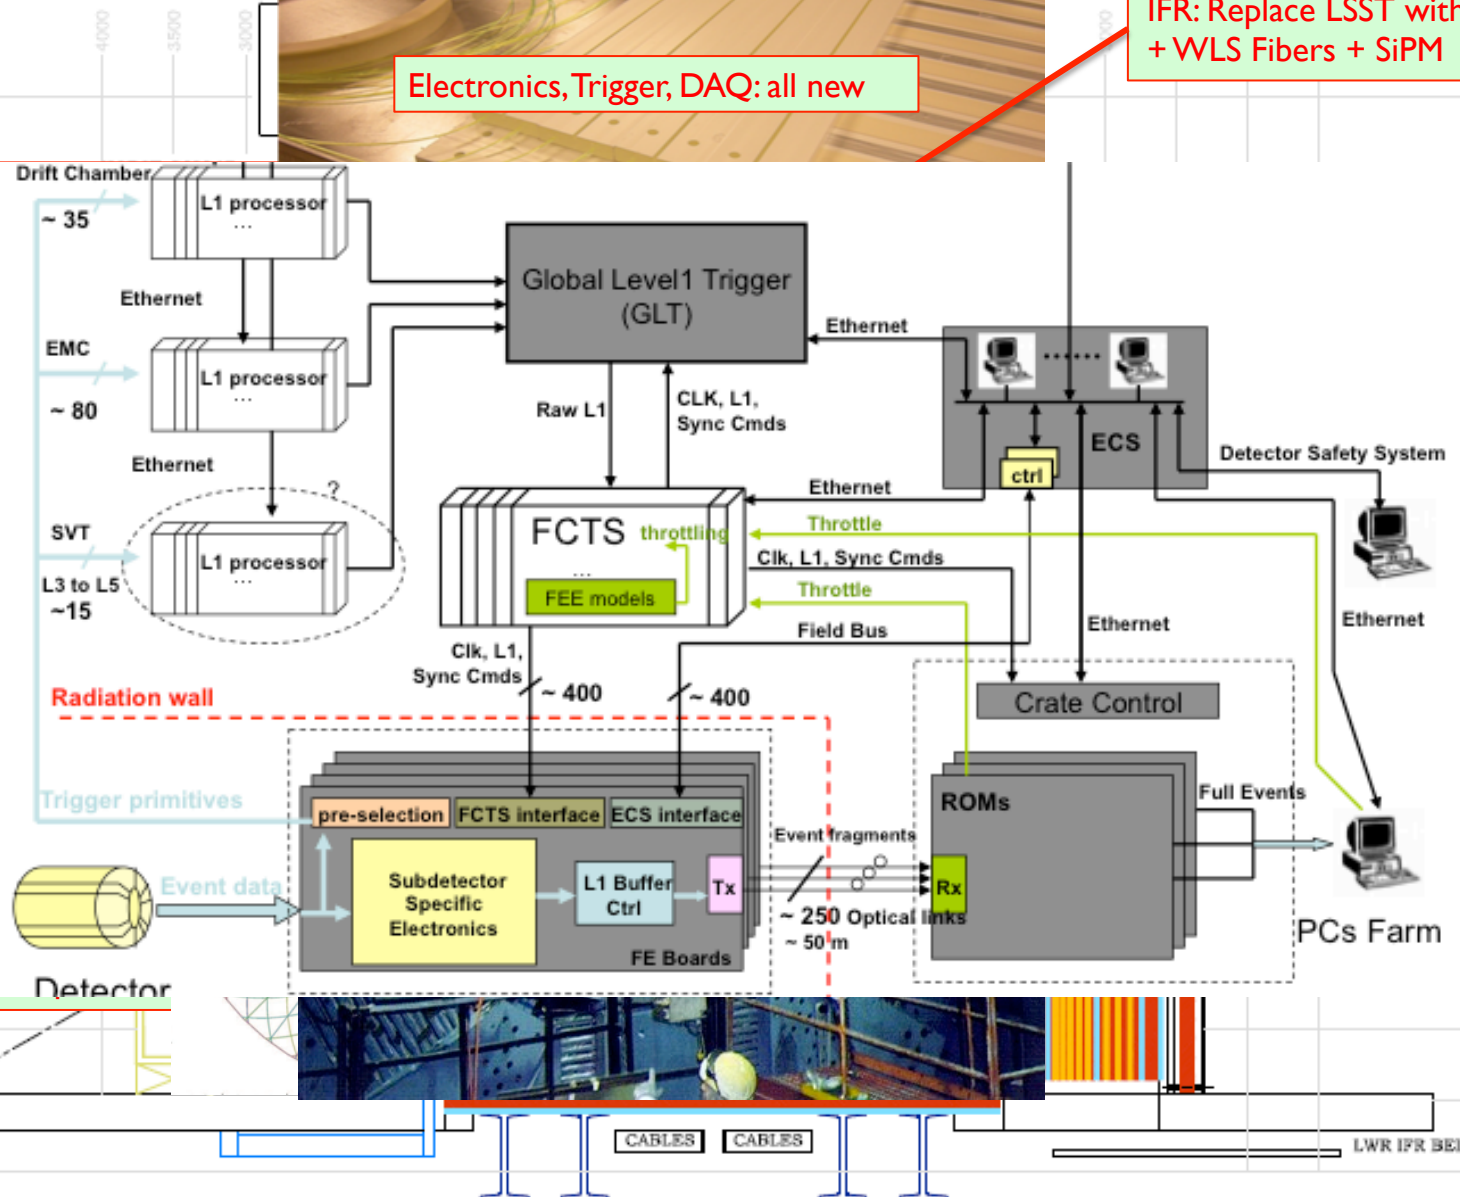 4000
3500
3000
IFR: Replace LSST with
+ WLS Fibers + SiPM
Electronics, Trigger, DAQ: all new
Drift Chamber
~ 35
L1 processor
...
Ethernet
EMC
~ 80
L1 processor
...
Ethernet
SVT
L3 to L5
~15
?
L1 processor
...
Global Level1 Trigger
(GLT)
Raw L1
CLK, L1,
Sync Cmds
Ethernet
......
ECS
ctrl
Detector Safety System
Ethernet
FCTS
throttling
...
FEE models
Throttle
Clk, L1, Sync Cmds
Throttle
Field Bus
Ethernet
Ethernet
Clk, L1,
Sync Cmds
~ 400
~ 400
Radiation wall
Crate Control
Trigger primitives
pre-selection
FCTS interface
ECS interface
ROMs
Full Events
Event fragments
Event data
Subdetector
Specific
Electronics
L1 Buffer
Ctrl
Tx
Rx
~ 250 Optical links
~ 50 m
FE Boards
PCs Farm
Detector
CABLES
CABLES
LWR IFR